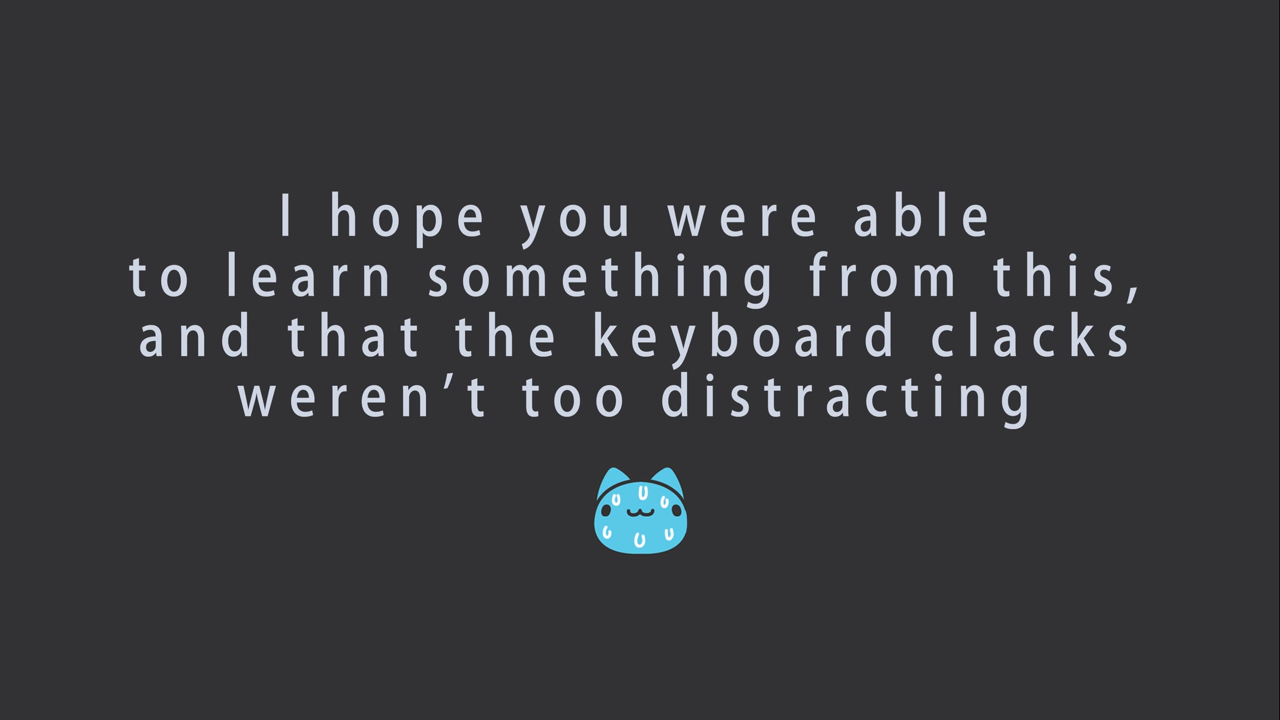 I hope you were able
to learn something from this,
and that the keyboard clacks
weren’t too distracting